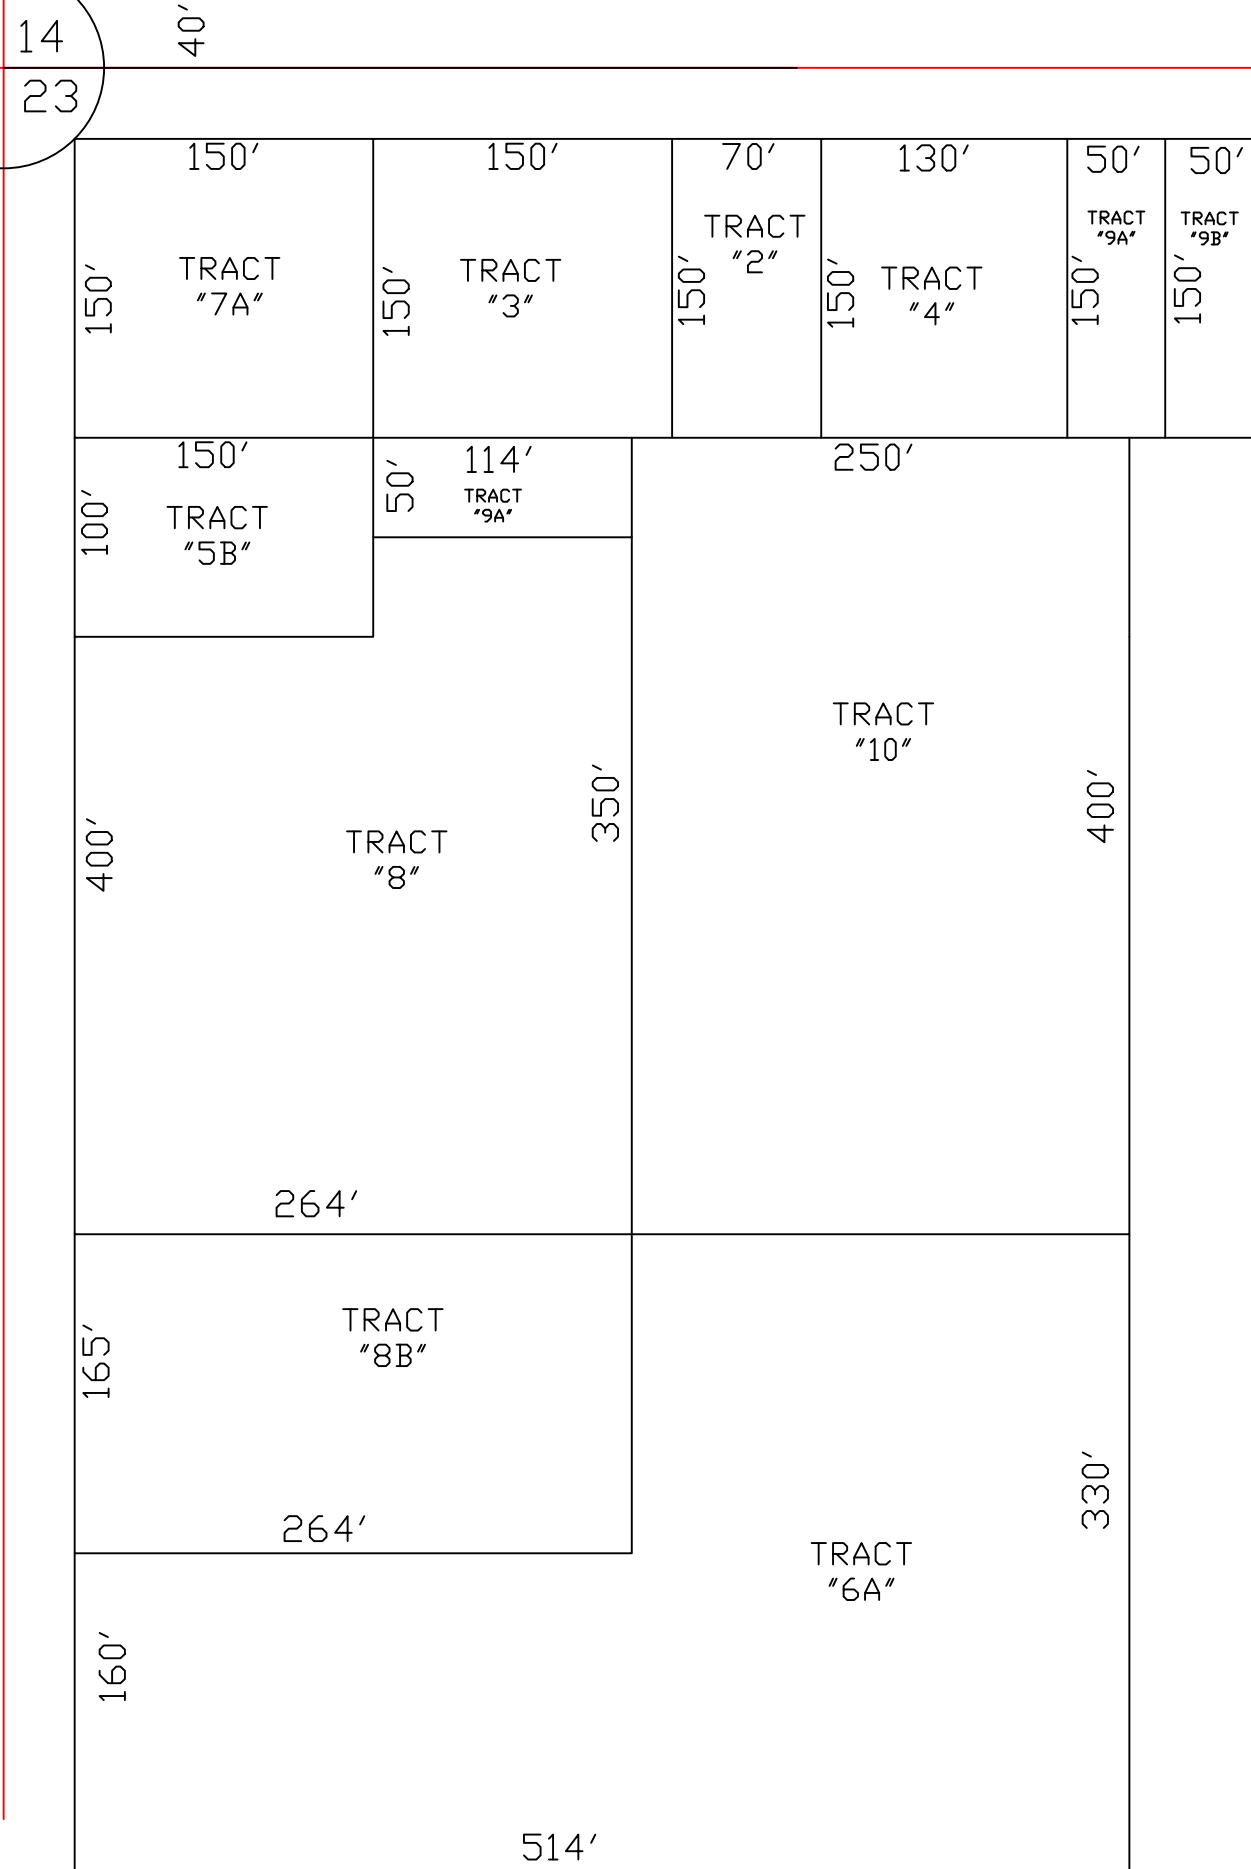 14
40'
23
150'
150'
70'
130'
50'
50'
TRACT
"7A"
150'
TRACT
"3"
150'
TRACT
"2"
150'
TRACT
"4"
150'
TRACT
"9A"
150'
TRACT
"9B"
150'
150'
100'
TRACT
"5B"
50'
114'
TRACT
"9A"
250'
TRACT
"10"
400'
TRACT
"8"
350'
400'
264'
TRACT
"8B"
165'
264'
330'
TRACT
"6A"
160'
514'